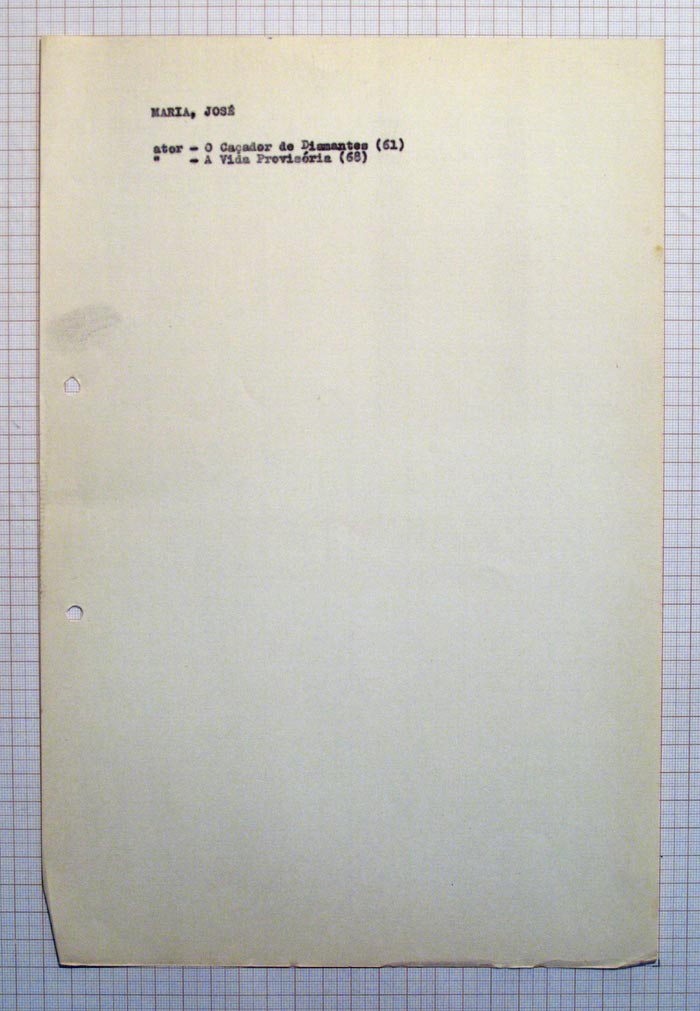 MARIA, JOSÉ
ator - O Caçador de Diamantes (61)
" - A Vida Provisória (68)